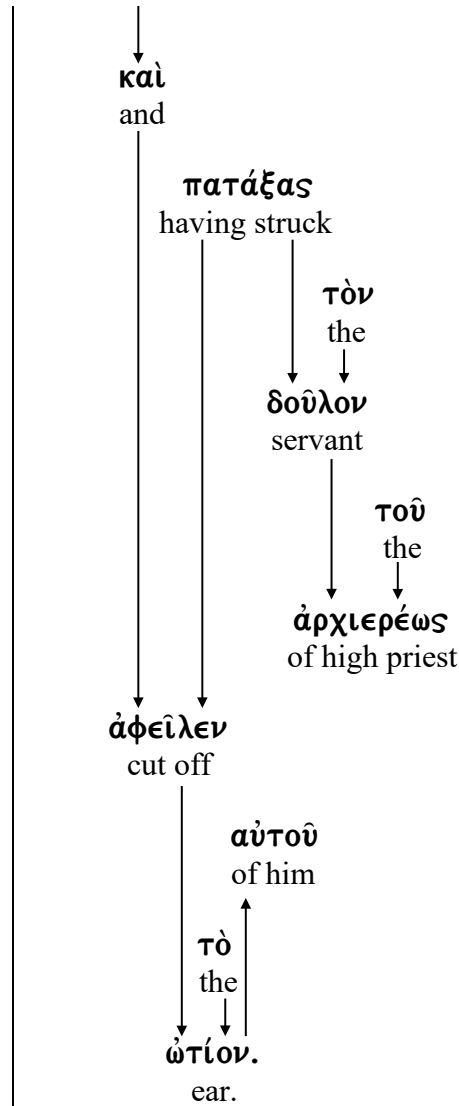 καὶ
and
πατάξας
having struck
τὸν
the
δοῦλον
servant
τοῦ
the
ἀρχιερέως
of high priest
ἀφεῖλεν
cut off
αὐτοῦ
of him
τὸ
the
ὠτίον.
ear.